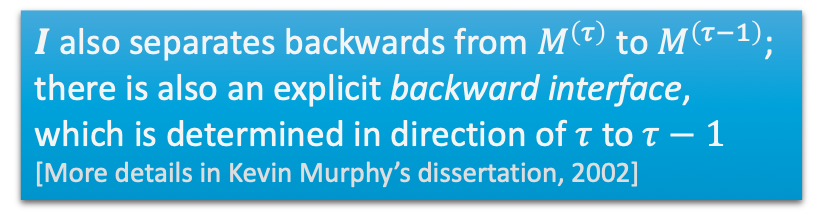 𝑰 also separates backwards from 𝑀⁽𝜏⁾ to 𝑀⁽𝜏⁻¹⁾;
there is also an explicit backward interface,
which is determined in direction of 𝜏 to 𝜏 − 1
[More details in Kevin Murphy’s dissertation, 2002]